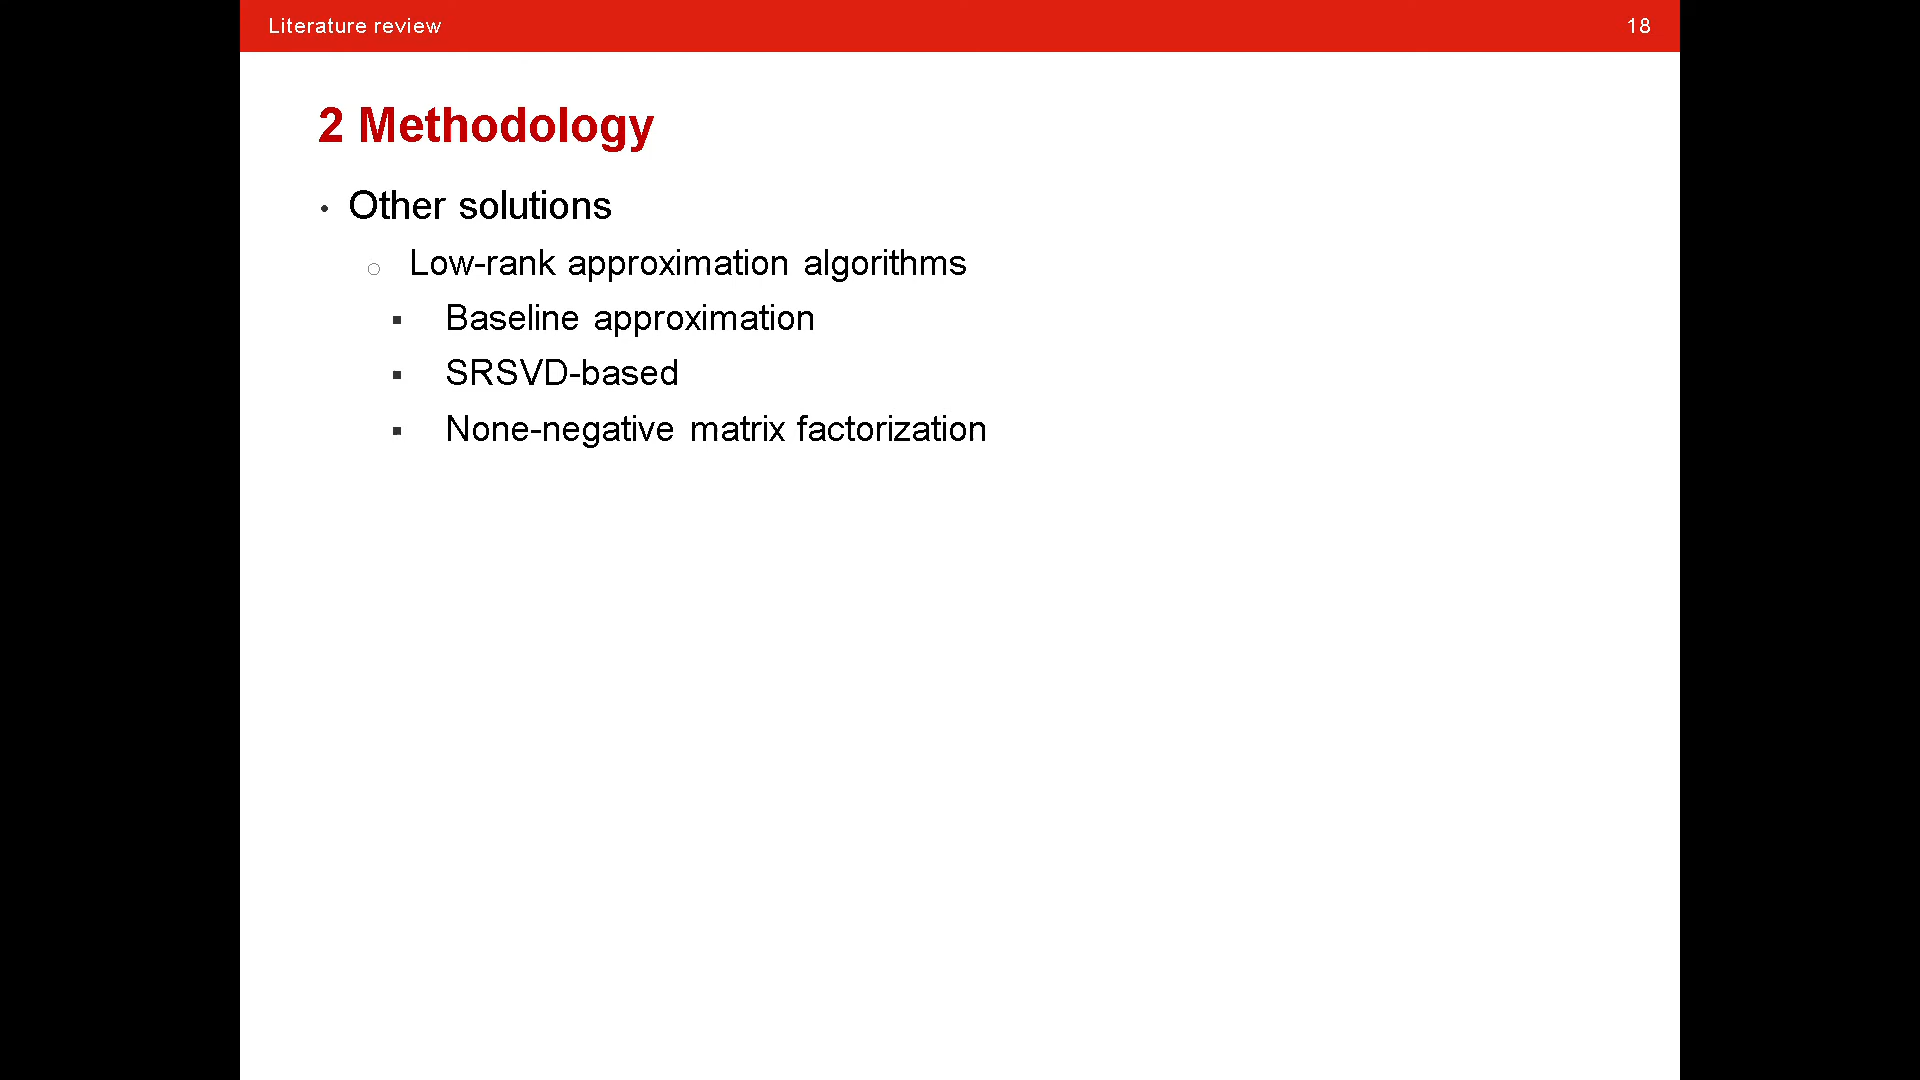 Literature review 18
2 Methodology
• Other solutions
○ Low-rank approximation algorithms
▪ Baseline approximation
▪ SRSVD-based
▪ None-negative matrix factorization